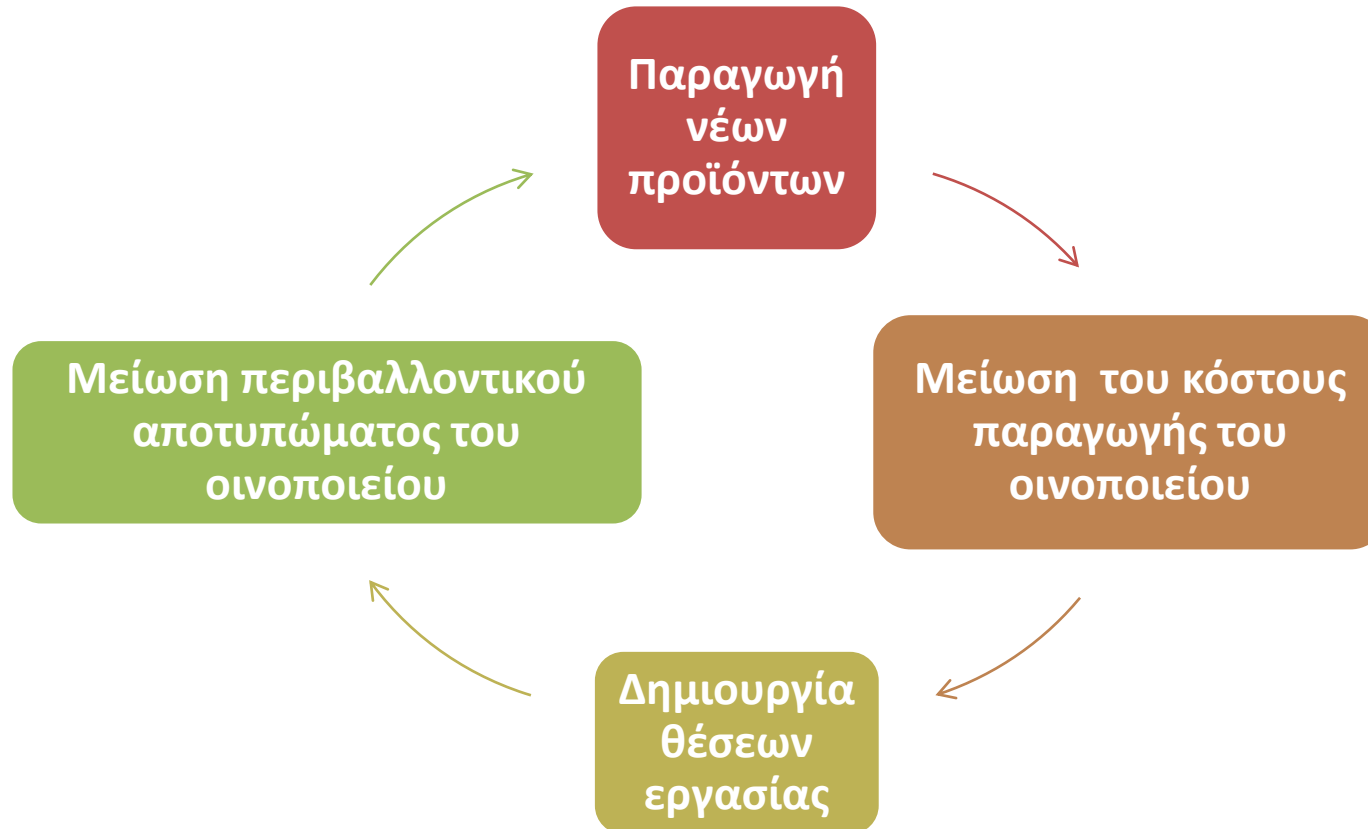 Παραγωγή
νέων
προϊόντων
Μείωση του κόστους
παραγωγής του
οινοποιείου
Δημιουργία
θέσεων
εργασίας
Μείωση περιβαλλοντικού
αποτυπώματος του
οινοποιείου